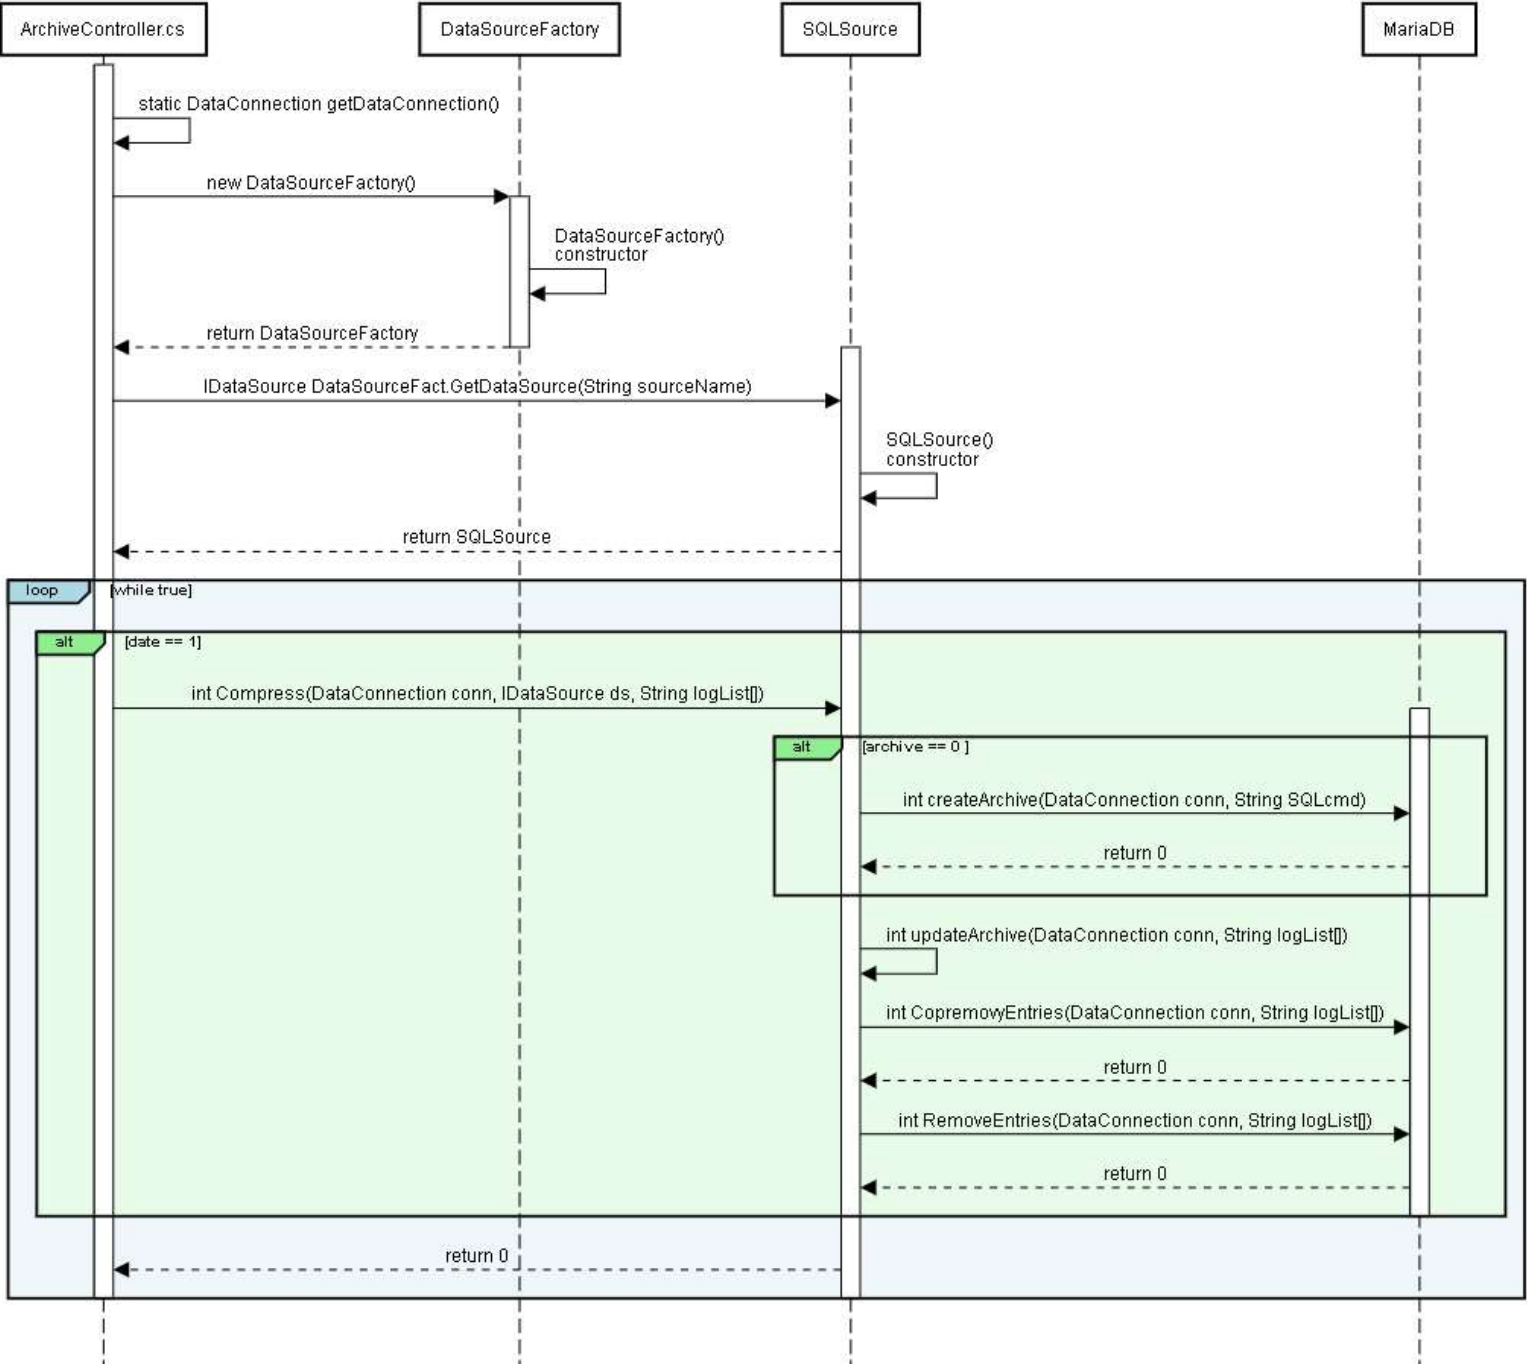 ArchiveController.cs
DataSourceFactory
SQLSource
MariaDB
static DataConnection getDataConnection()
new DataSourceFactory()
DataSourceFactory()
constructor
return DataSourceFactory
IDataSource DataSourceFact.GetDataSource(String sourceName)
SQLSource()
constructor
return SQLSource
loop
[while true]
alt
[date == 1]
int Compress(DataConnection conn, IDataSource ds, String logList[])
alt
[archive == 0 ]
int createArchive(DataConnection conn, String SQLcmd)
return 0
int updateArchive(DataConnection conn, String logList[])
int CopremovyEntries(DataConnection conn, String logList[])
return 0
int RemoveEntries(DataConnection conn, String logList[])
return 0
return 0